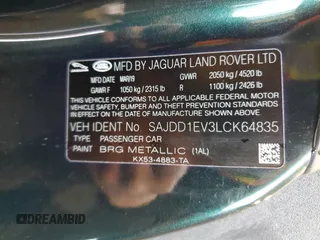 MFD BY JAGUAR LAND ROVER LTD
MAR/19 GVWR 2050 kg / 4520 lb
GAWR F 1050 kg / 2315 lb R 1100 kg / 2426 lb
THIS VEHICLE CONFORMS TO ALL APPLICABLE FEDERAL MOTOR VEHICLE
SAFETY, BUMPER, AND THEFT PREVENTION STANDARDS IN EFFECT
ON THE DATE OF MANUFACTURE SHOWN ABOVE.
VEH IDENT No. SAJDD1EV3LCK64835
TYPE PASSENGER CAR
PAINT BRG METALLIC (1AL)
KX53-4883-TA
DREAMBID